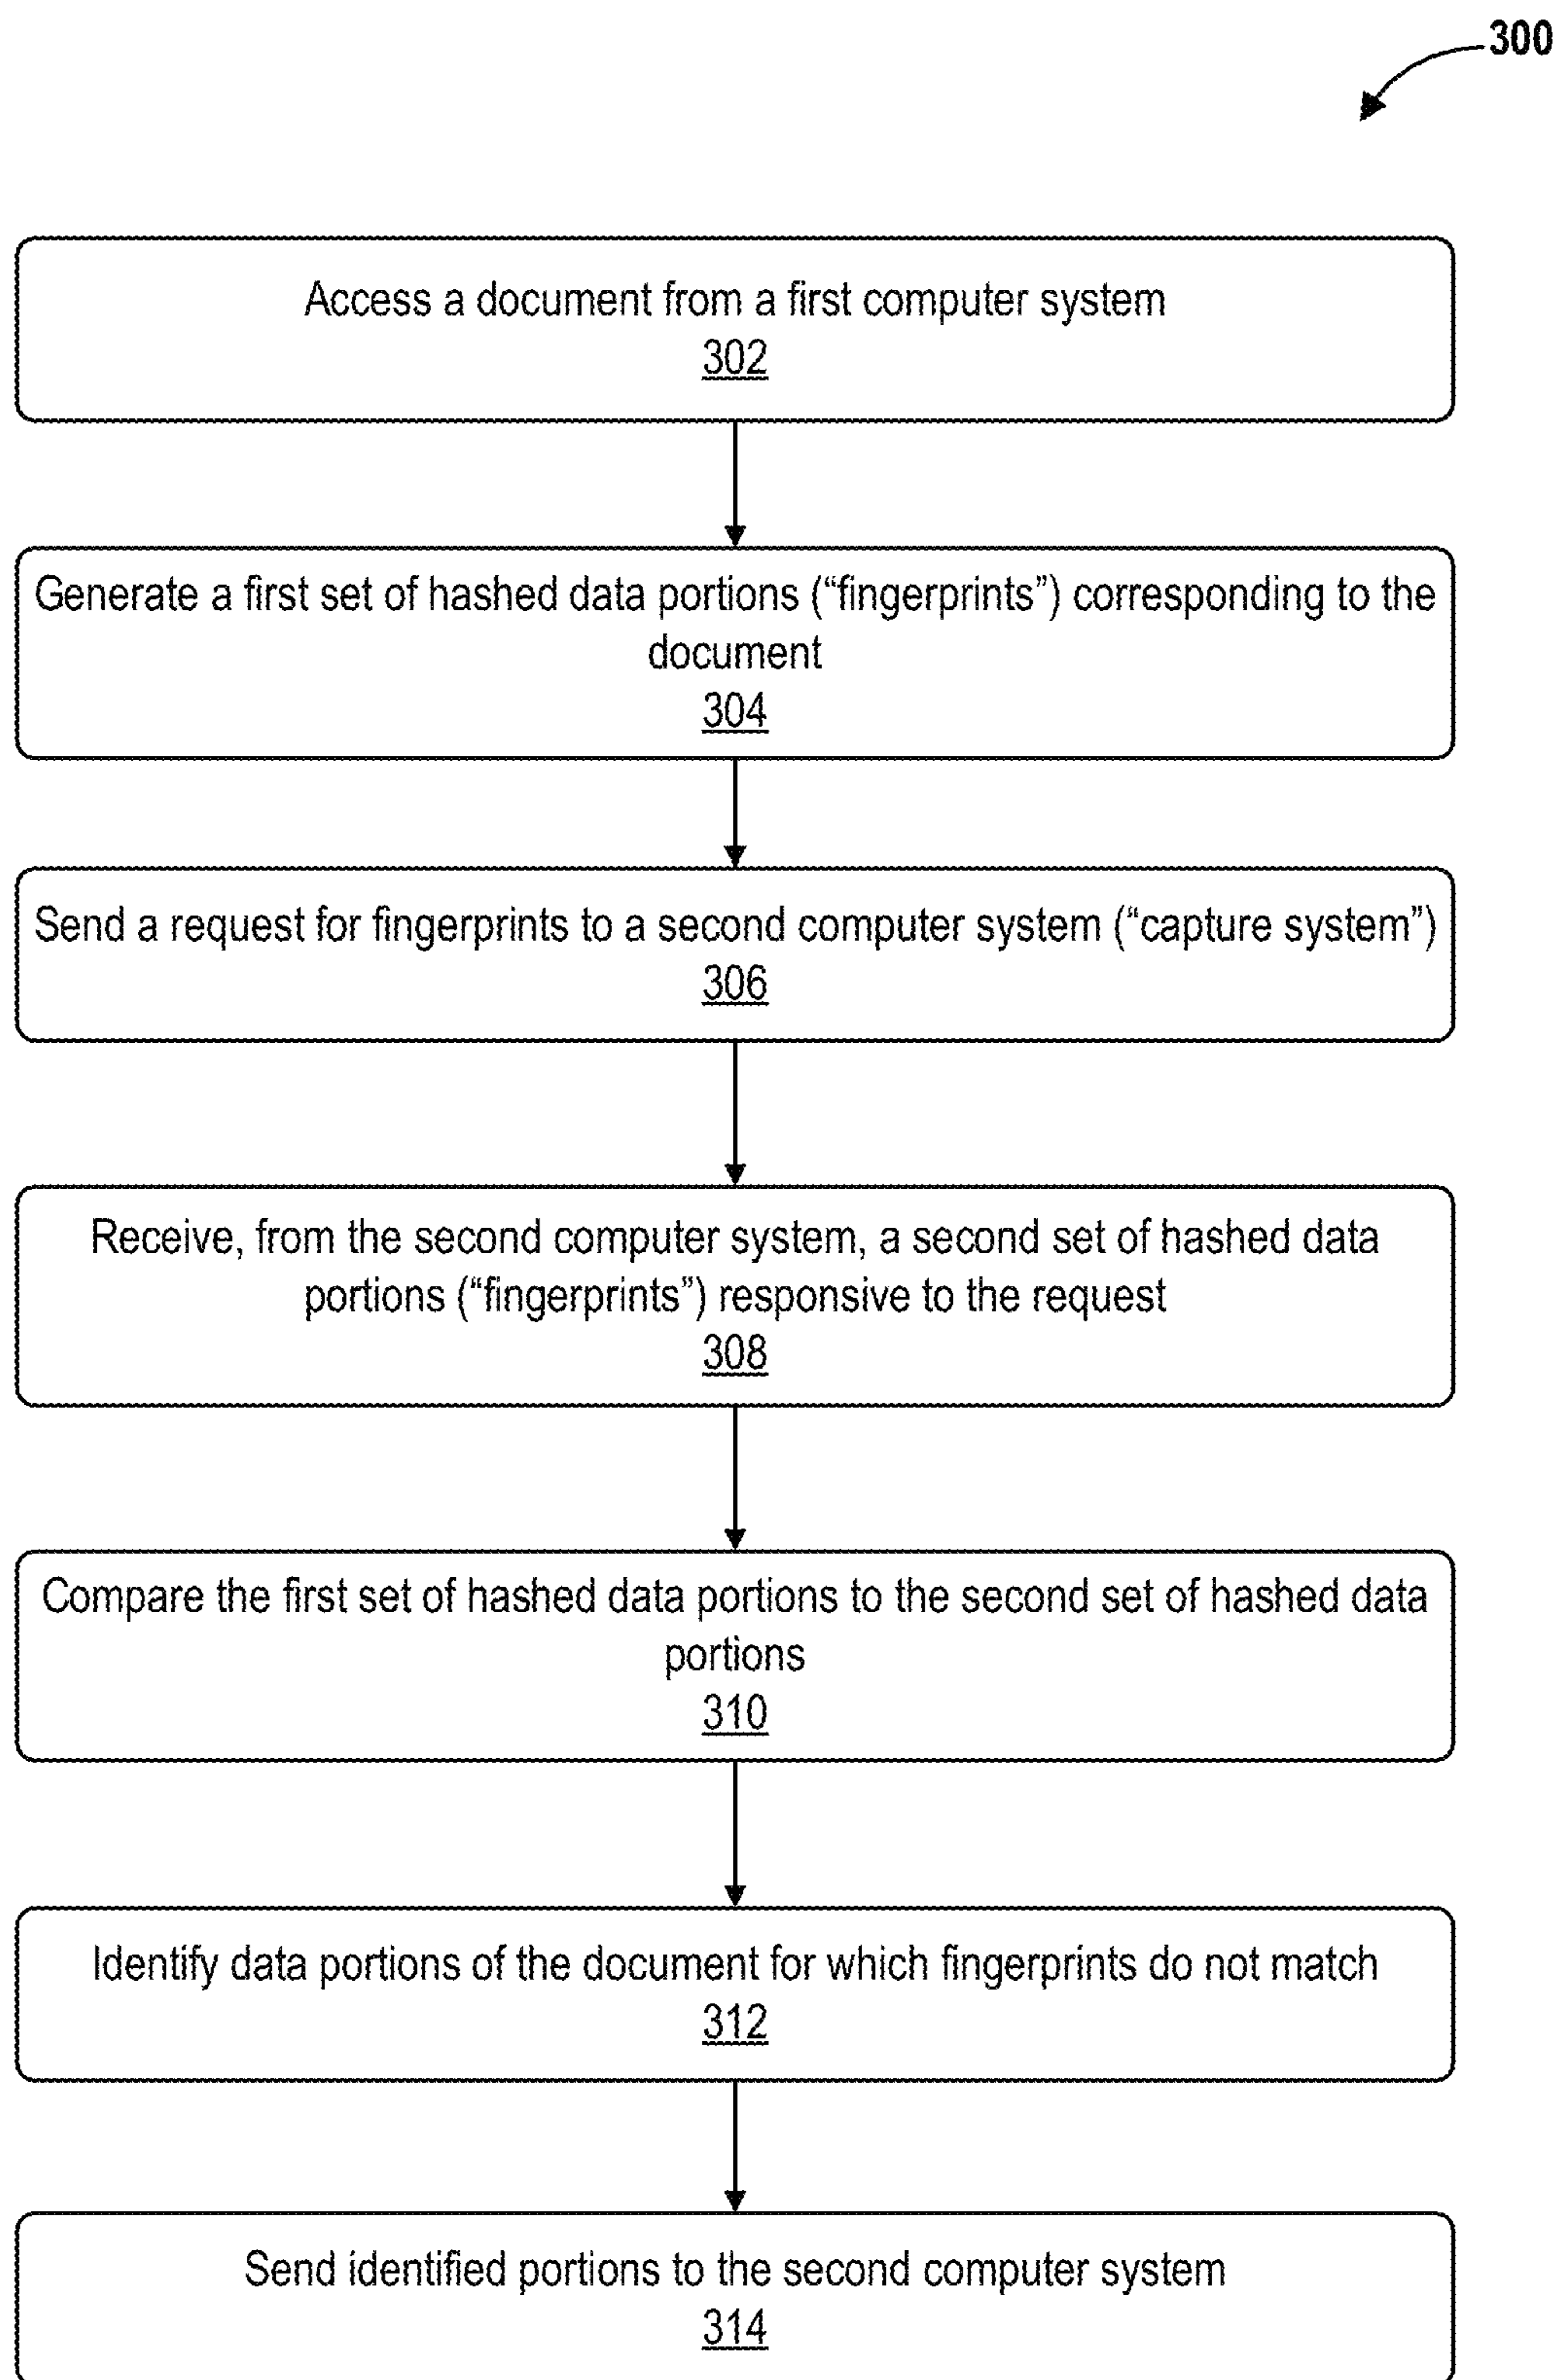 300
Access a document from a first computer system
302
Generate a first set of hashed data portions (“fingerprints”) corresponding to the
document
304
Send a request for fingerprints to a second computer system (“capture system”)
306
Receive, from the second computer system, a second set of hashed data
portions (“fingerprints”) responsive to the request
308
Compare the first set of hashed data portions to the second set of hashed data
portions
310
Identify data portions of the document for which fingerprints do not match
312
Send identified portions to the second computer system
314